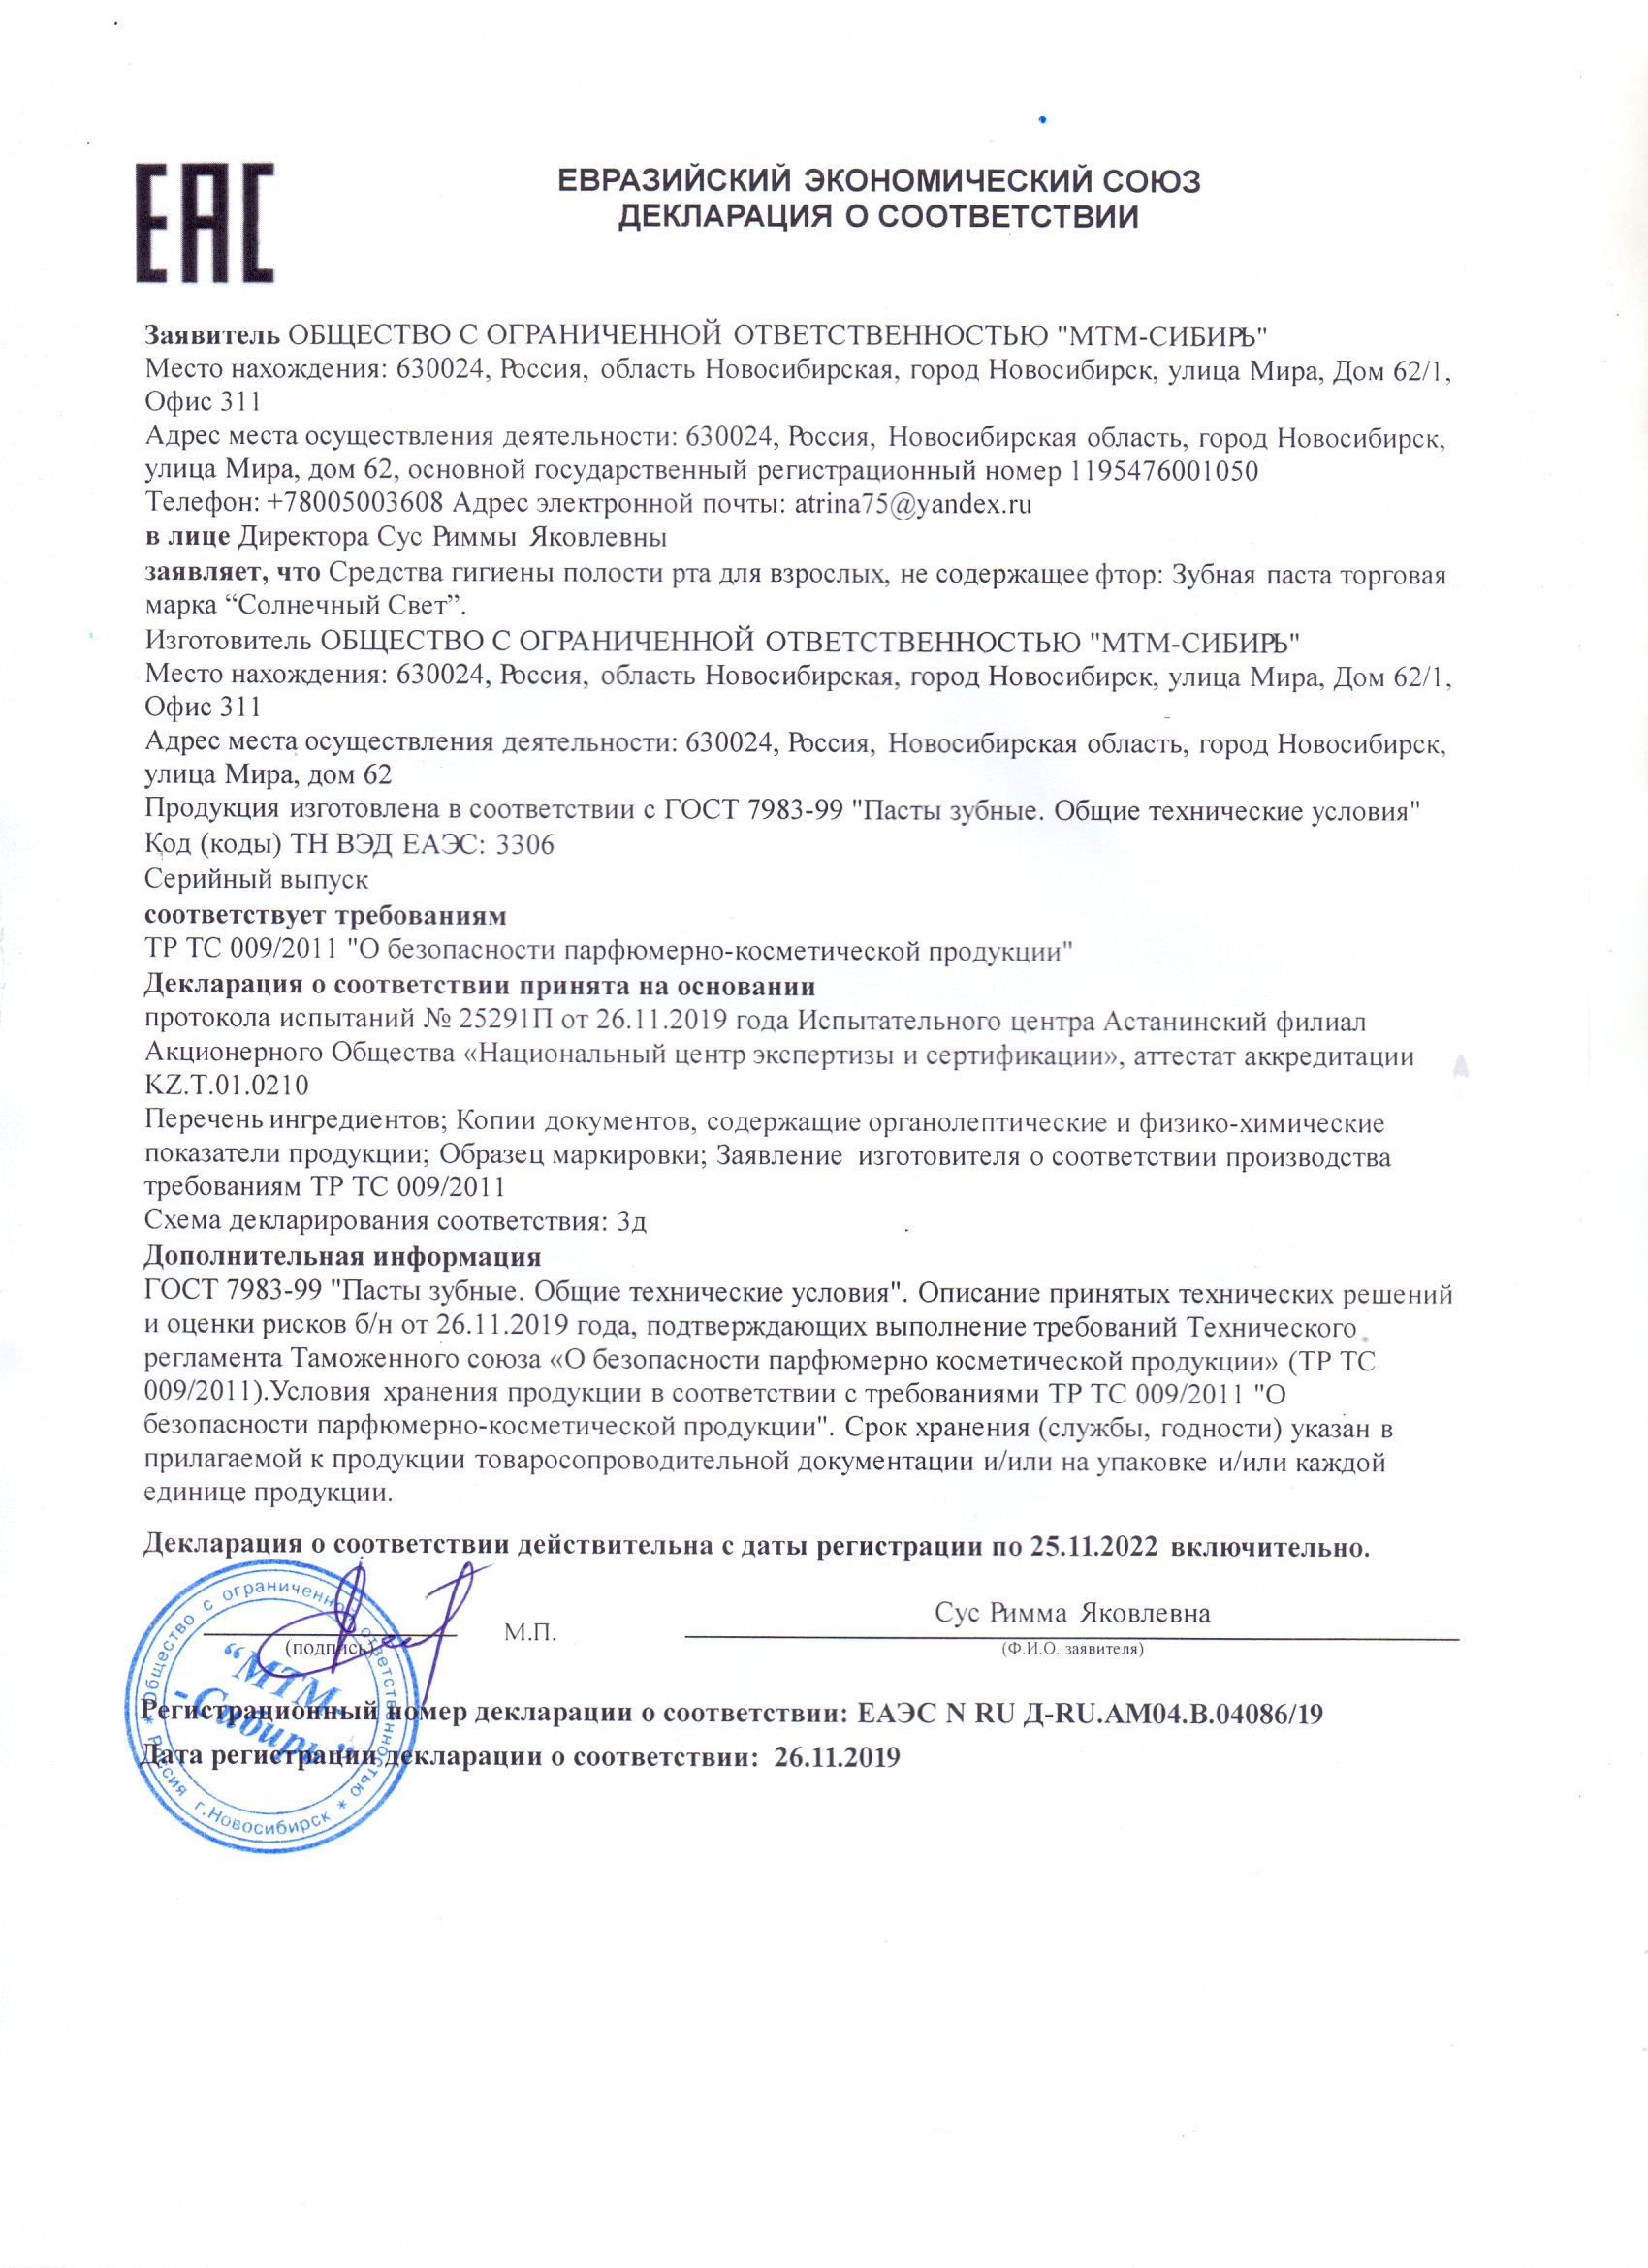 ЕАС
ЕВРАЗИЙСКИЙ ЭКОНОМИЧЕСКИЙ СОЮЗ
ДЕКЛАРАЦИЯ О СООТВЕТСТВИИ
Заявитель ОБЩЕСТВО С ОГРАНИЧЕННОЙ ОТВЕТСТВЕННОСТЬЮ "МТМ-СИБИРЬ"
Место нахождения: 630024, Россия, область Новосибирская, город Новосибирск, улица Мира, Дом 62/1,
Офис 311
Адрес места осуществления деятельности: 630024, Россия, Новосибирская область, город Новосибирск,
улица Мира, дом 62, основной государственный регистрационный номер 1195476001050
Телефон: +78005003608 Адрес электронной почты: atrina75@yandex.ru
в лице Директора Сус Риммы Яковлевны
заявляет, что Средства гигиены полости рта для взрослых, не содержащее фтор: Зубная паста торговая
марка “Солнечный Свет”.
Изготовитель ОБЩЕСТВО С ОГРАНИЧЕННОЙ ОТВЕТСТВЕННОСТЬЮ "МТМ-СИБИРЬ"
Место нахождения: 630024, Россия, область Новосибирская, город Новосибирск, улица Мира, Дом 62/1,
Офис 311
Адрес места осуществления деятельности: 630024, Россия, Новосибирская область, город Новосибирск,
улица Мира, дом 62
Продукция изготовлена в соответствии с ГОСТ 7983-99 "Пасты зубные. Общие технические условия"
Код (коды) ТН ВЭД ЕАЭС: 3306
Серийный выпуск
соответствует требованиям
ТР ТС 009/2011 "О безопасности парфюмерно-косметической продукции"
Декларация о соответствии принята на основании
протокола испытаний № 25291П от 26.11.2019 года Испытательного центра Астанинский филиал
Акционерного Общества «Национальный центр экспертизы и сертификации», аттестат аккредитации
KZ.T.01.0210
Перечень ингредиентов; Копии документов, содержащие органолептические и физико-химические
показатели продукции; Образец маркировки; Заявление изготовителя о соответствии производства
требованиям ТР ТС 009/2011
Схема декларирования соответствия: 3д
Дополнительная информация
ГОСТ 7983-99 "Пасты зубные. Общие технические условия". Описание принятых технических решений
и оценки рисков б/н от 26.11.2019 года, подтверждающих выполнение требований Технического
регламента Таможенного союза «О безопасности парфюмерно косметической продукции» (ТР ТС
009/2011).Условия хранения продукции в соответствии с требованиями ТР ТС 009/2011 "О
безопасности парфюмерно-косметической продукции". Срок хранения (службы, годности) указан в
прилагаемой к продукции товаросопроводительной документации и/или на упаковке и/или каждой
единице продукции.
Декларация о соответствии действительна с даты регистрации по 25.11.2022 включительно.
Сус Римма Яковлевна
(подпись)
М.П.
(Ф.И.О. заявителя)
Общество с ограниченной ответственностью * Россия г.Новосибирск *
“МТМ-
-Сибирь”
Регистрационный номер декларации о соответствии: ЕАЭС N RU Д-RU.АМ04.В.04086/19
Дата регистрации декларации о соответствии: 26.11.2019